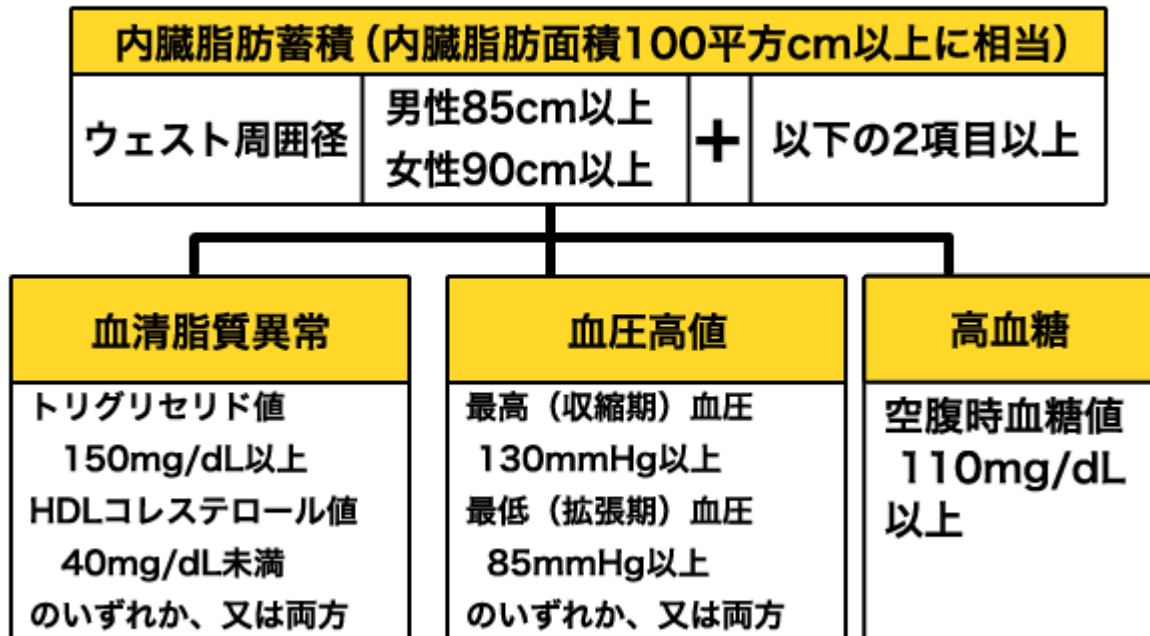 内臓脂肪蓄積（内臓脂肪面積100平方cm以上に相当）
ウェスト周囲径
男性85cm以上
女性90cm以上
+
以下の2項目以上
血清脂質異常
トリグリセリド値
150mg/dL以上
HDLコレステロール値
40mg/dL未満
のいずれか、又は両方
血圧高値
最高（収縮期）血圧
130mmHg以上
最低（拡張期）血圧
85mmHg以上
のいずれか、又は両方
高血糖
空腹時血糖値
110mg/dL
以上